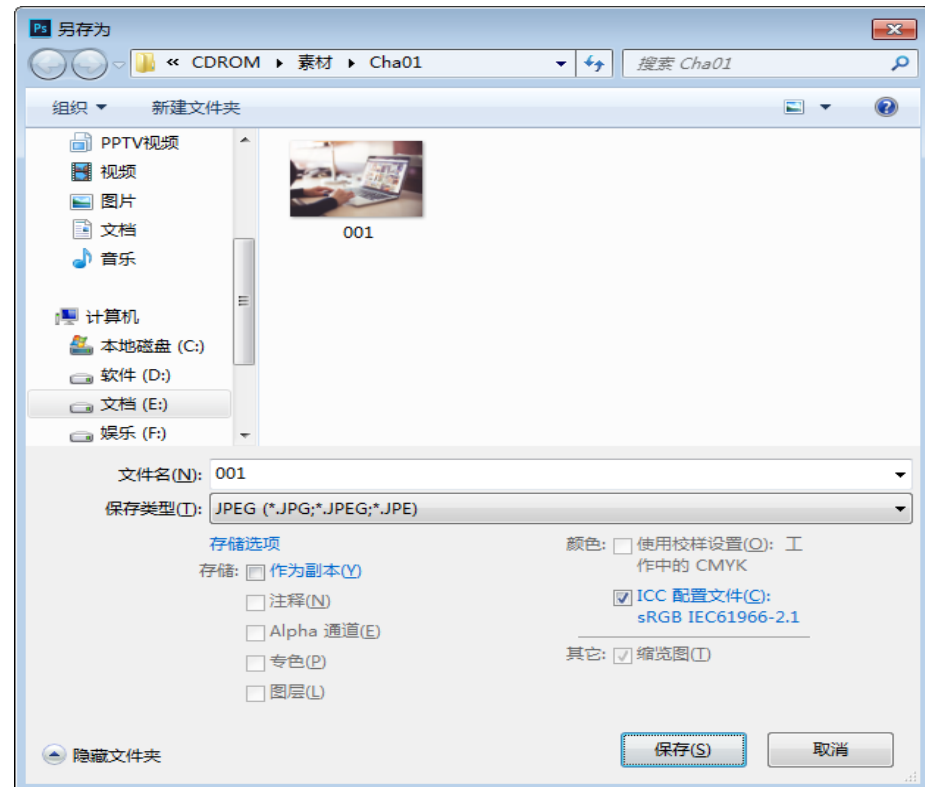 Ps 另存为
« CDROM ▸ 素材 ▸ Cha01
搜索 Cha01
组织 新建文件夹
PPTV视频
视频
图片
文档
音乐
计算机
本地磁盘 (C:)
软件 (D:)
文档 (E:)
娱乐 (F:)
001
文件名(N): 001
保存类型(T): JPEG (*.JPG;*.JPEG;*.JPE)
存储选项
存储: 作为副本(Y)
注释(N)
Alpha 通道(E)
专色(P)
图层(L)
颜色: 使用校样设置(O): 工
作中的 CMYK
ICC 配置文件(C):
sRGB IEC61966-2.1
其它: 缩览图(T)
隐藏文件夹
保存(S) 取消